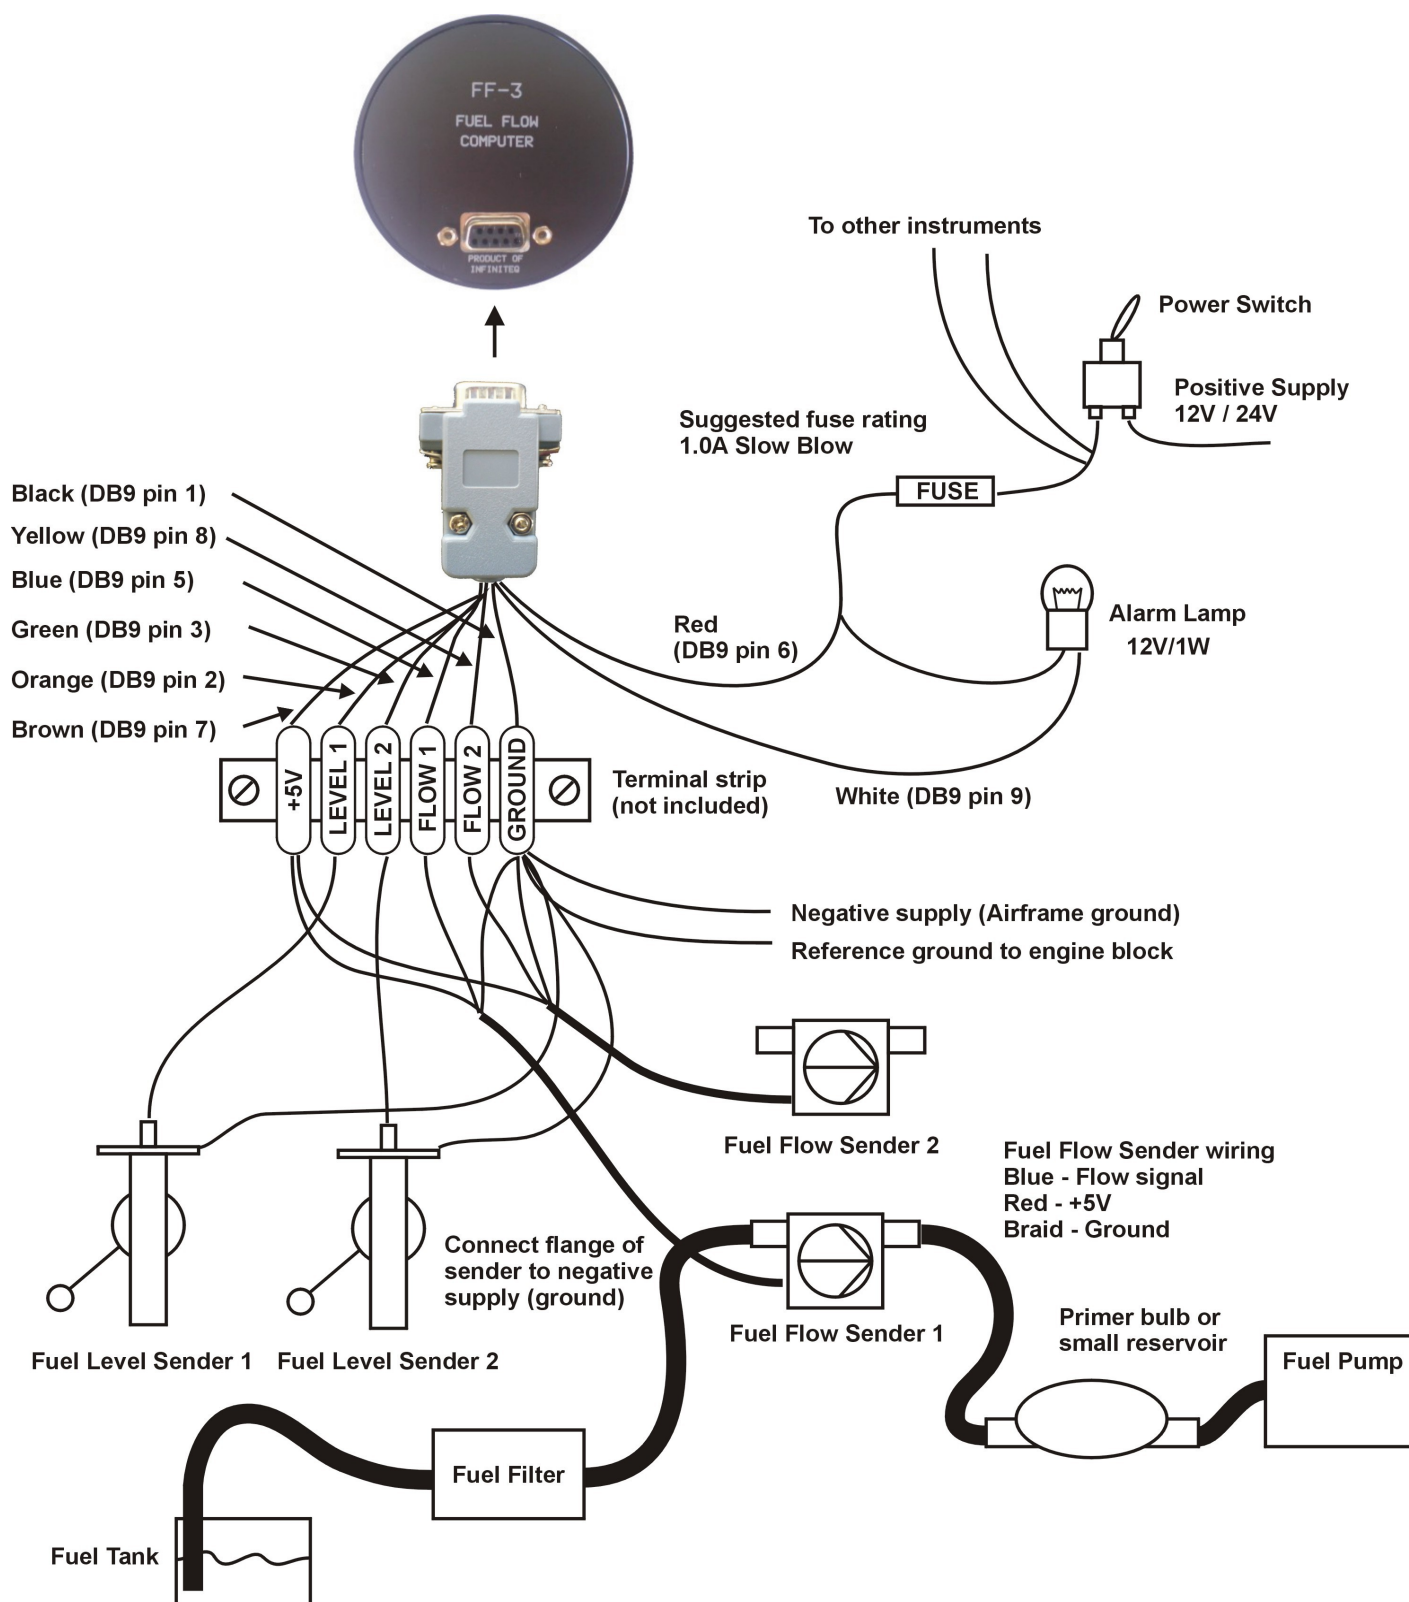 FF-3
FUEL FLOW
COMPUTER
PRODUCT OF
INFINITEQ
To other instruments
Power Switch
Positive Supply
12V / 24V
Suggested fuse rating
1.0A Slow Blow
FUSE
Black (DB9 pin 1)
Yellow (DB9 pin 8)
Blue (DB9 pin 5)
Green (DB9 pin 3)
Orange (DB9 pin 2)
Brown (DB9 pin 7)
Red
(DB9 pin 6)
Alarm Lamp
12V/1W
+5V
LEVEL 1
LEVEL 2
FLOW 1
FLOW 2
GROUND
Terminal strip
(not included)
White (DB9 pin 9)
Negative supply (Airframe ground)
Reference ground to engine block
Fuel Flow Sender 2
Fuel Flow Sender wiring
Blue - Flow signal
Red - +5V
Braid - Ground
Connect flange of
sender to negative
supply (ground)
Fuel Flow Sender 1
Primer bulb or
small reservoir
Fuel Level Sender 1
Fuel Level Sender 2
Fuel Pump
Fuel Filter
Fuel Tank